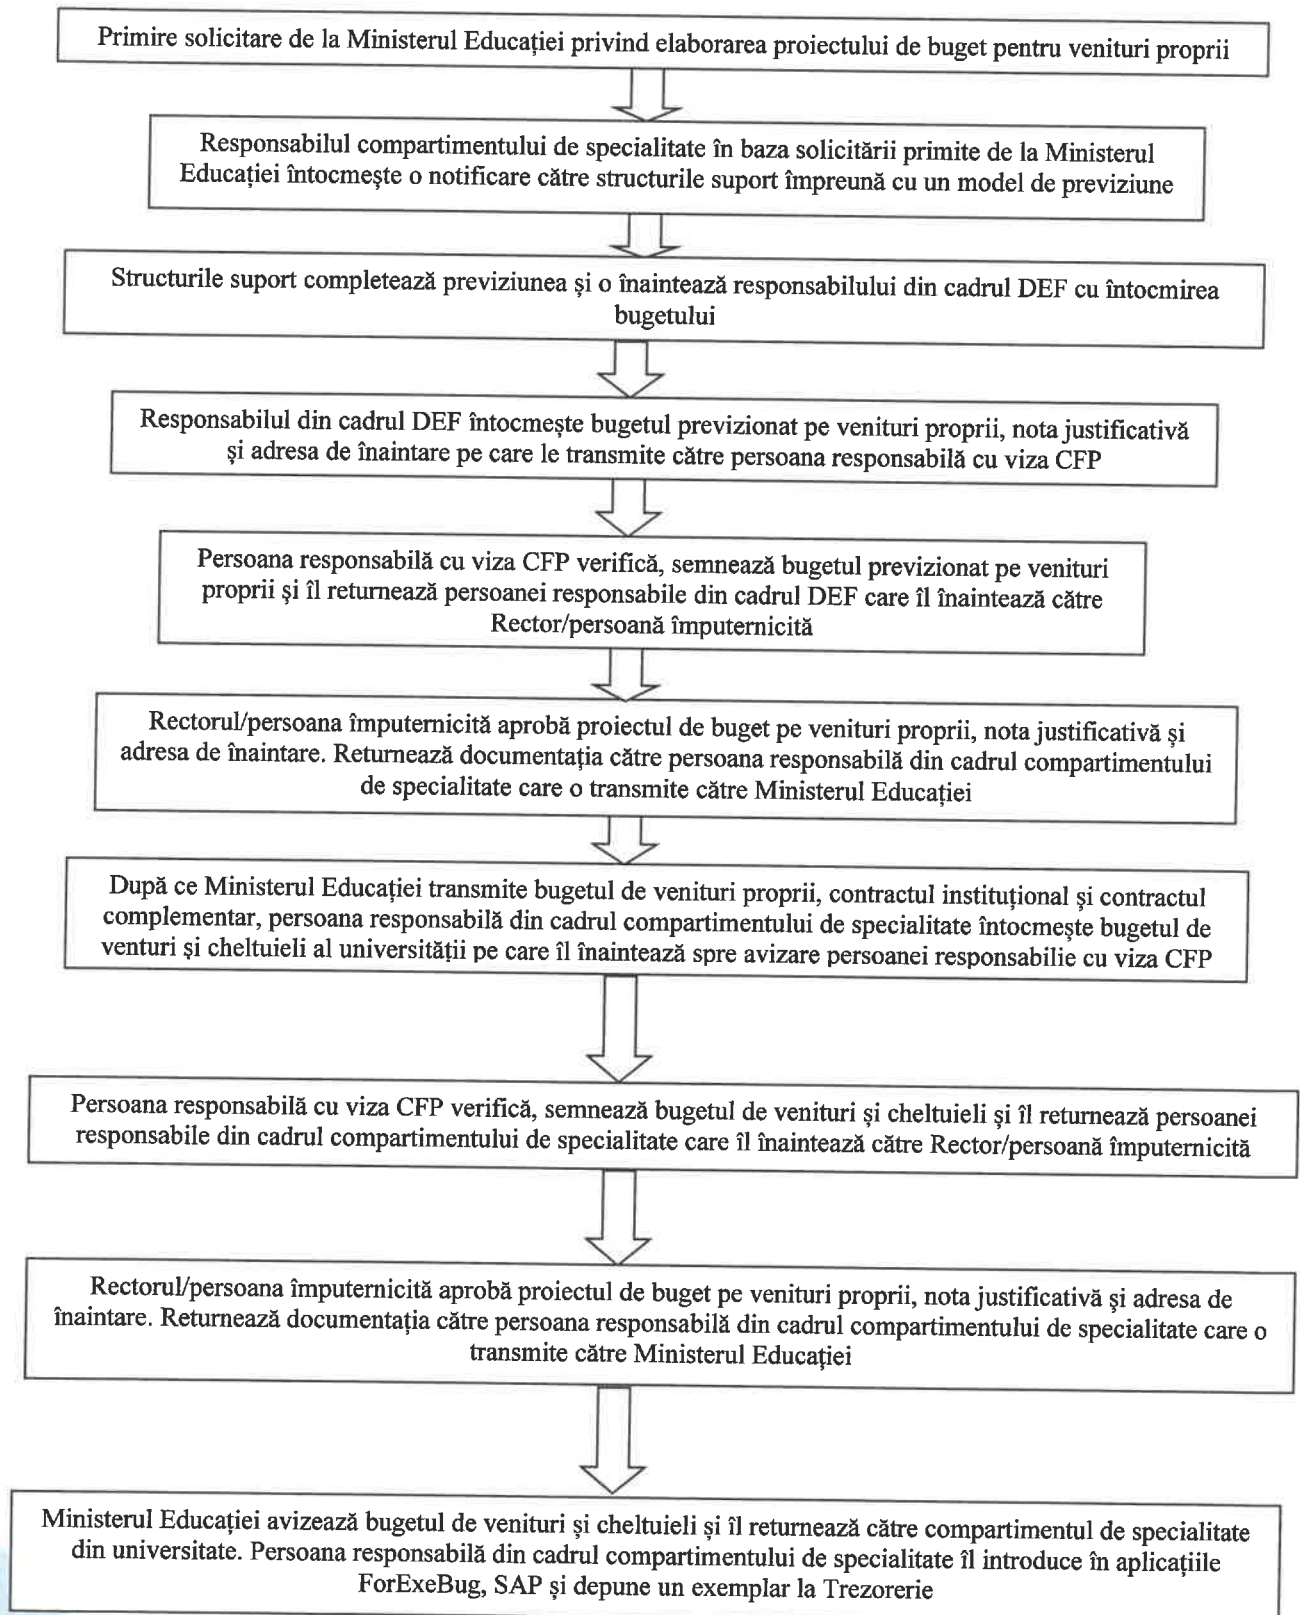 Primire solicitare de la Ministerul Educației privind elaborarea proiectului de buget pentru venituri proprii
Responsabilul compartimentului de specialitate în baza solicitării primite de la Ministerul
Educației întocmește o notificare către structurile suport împreună cu un model de previziune
Structurile suport completează previziunea și o înaintează responsabilului din cadrul DEF cu întocmirea
bugetului
Responsabilul din cadrul DEF întocmește bugetul previzionat pe venituri proprii, nota justificativă
și adresa de înaintare pe care le transmite către persoana responsabilă cu viza CFP
Persoana responsabilă cu viza CFP verifică, semnează bugetul previzionat pe venituri
proprii și îl returnează persoanei responsabile din cadrul DEF care îl înaintează către
Rector/persoană împuternicită
Rectorul/persoana împuternicită aprobă proiectul de buget pe venituri proprii, nota justificativă și
adresa de înaintare. Returnează documentația către persoana responsabilă din cadrul compartimentului
de specialitate care o transmite către Ministerul Educației
După ce Ministerul Educației transmite bugetul de venituri proprii, contractul instituțional și contractul
complementar, persoana responsabilă din cadrul compartimentului de specialitate întocmește bugetul de
venturi și cheltuieli al universității pe care îl înaintează spre avizare persoanei responsabilie cu viza CFP
Persoana responsabilă cu viza CFP verifică, semnează bugetul de venituri și cheltuieli și îl returnează persoanei
responsabile din cadrul compartimentului de specialitate care îl înaintează către Rector/persoană împuternicită
Rectorul/persoana împuternicită aprobă proiectul de buget pe venituri proprii, nota justificativă și adresa de
înaintare. Returnează documentația către persoana responsabilă din cadrul compartimentului de specialitate care o
transmite către Ministerul Educației
Ministerul Educației avizează bugetul de venituri și cheltuieli și îl returnează către compartimentul de specialitate
din universitate. Persoana responsabilă din cadrul compartimentului de specialitate îl introduce în aplicațiile
ForExeBug, SAP și depune un exemplar la Trezorerie